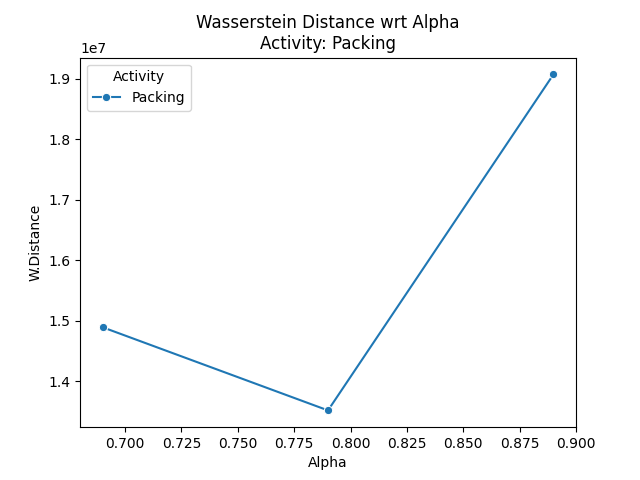 Wasserstein Distance wrt Alpha
Activity: Packing
1e7
Activity
Packing
1.9
1.8
1.7
1.6
1.5
1.4
W.Distance
0.700 0.725 0.750 0.775 0.800 0.825 0.850 0.875 0.900
Alpha